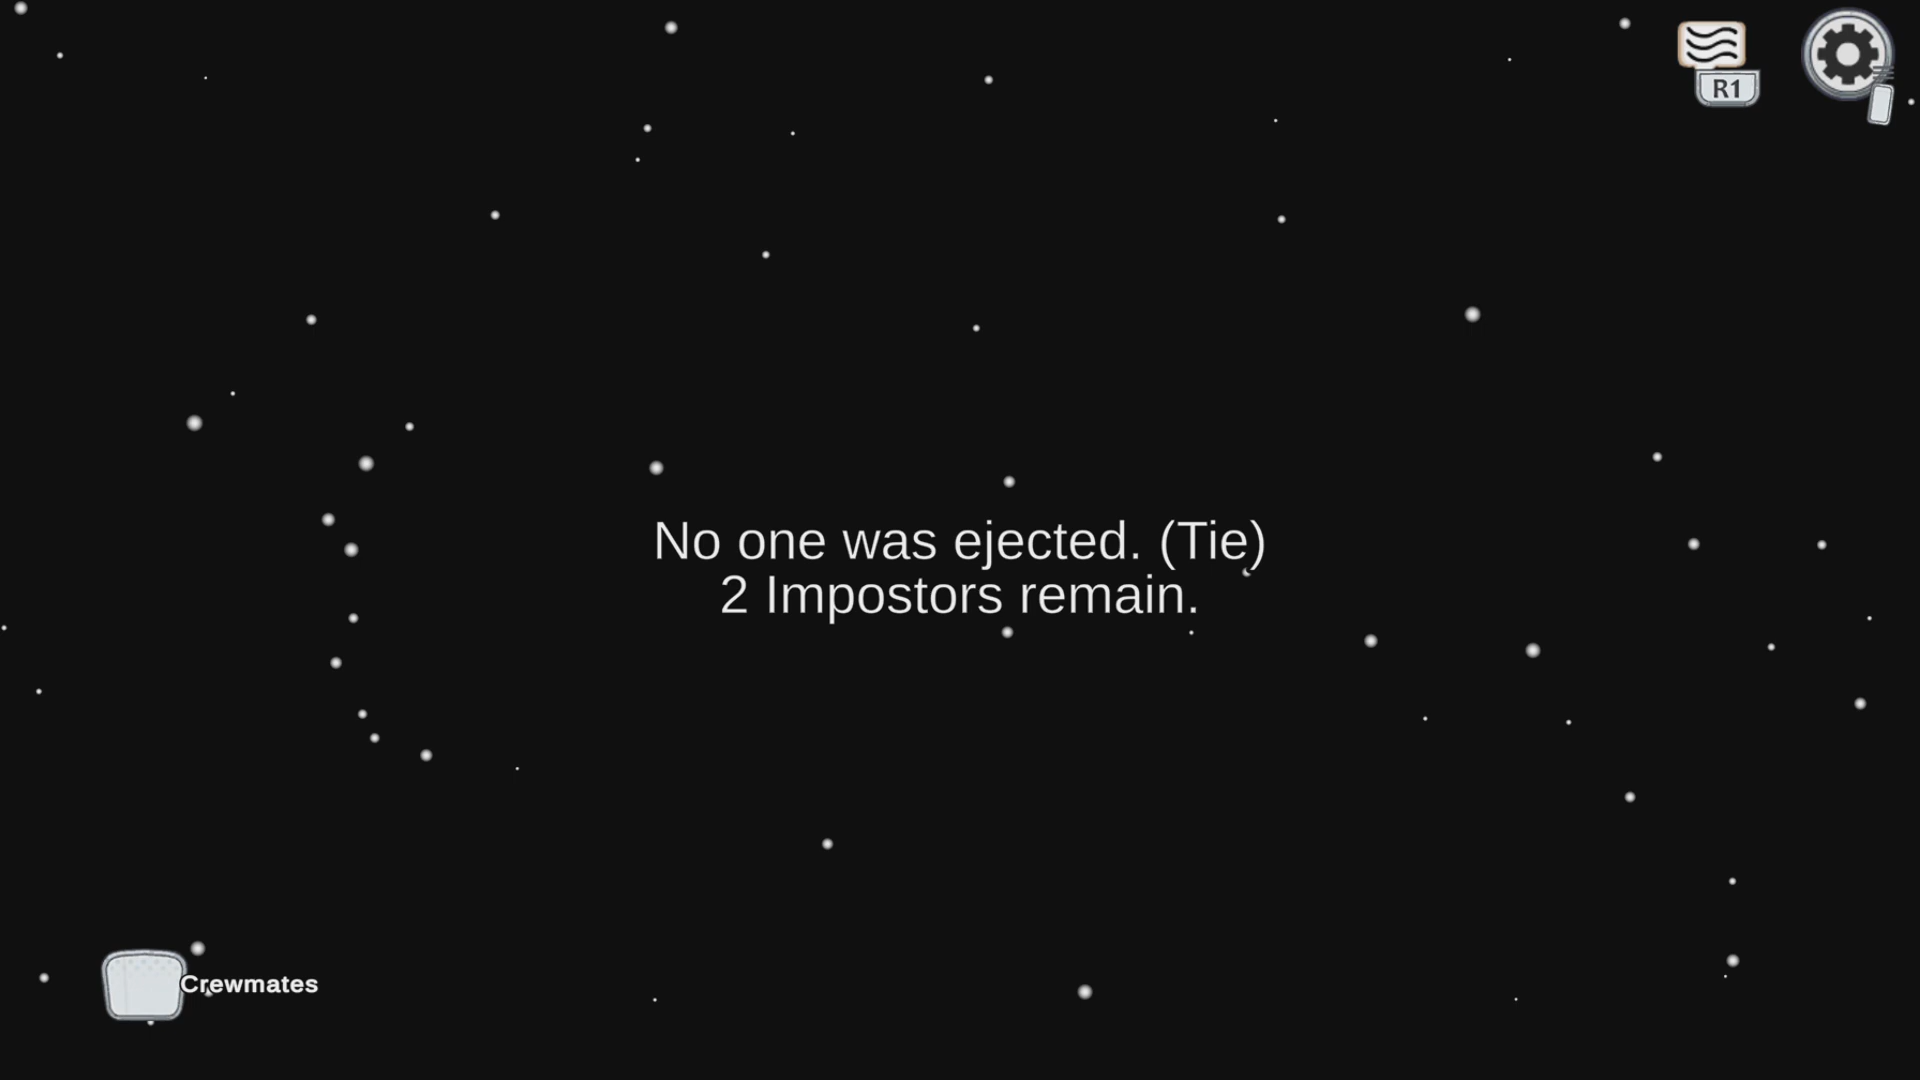 R1
No one was ejected. (Tie)
2 Impostors remain.
Crewmates